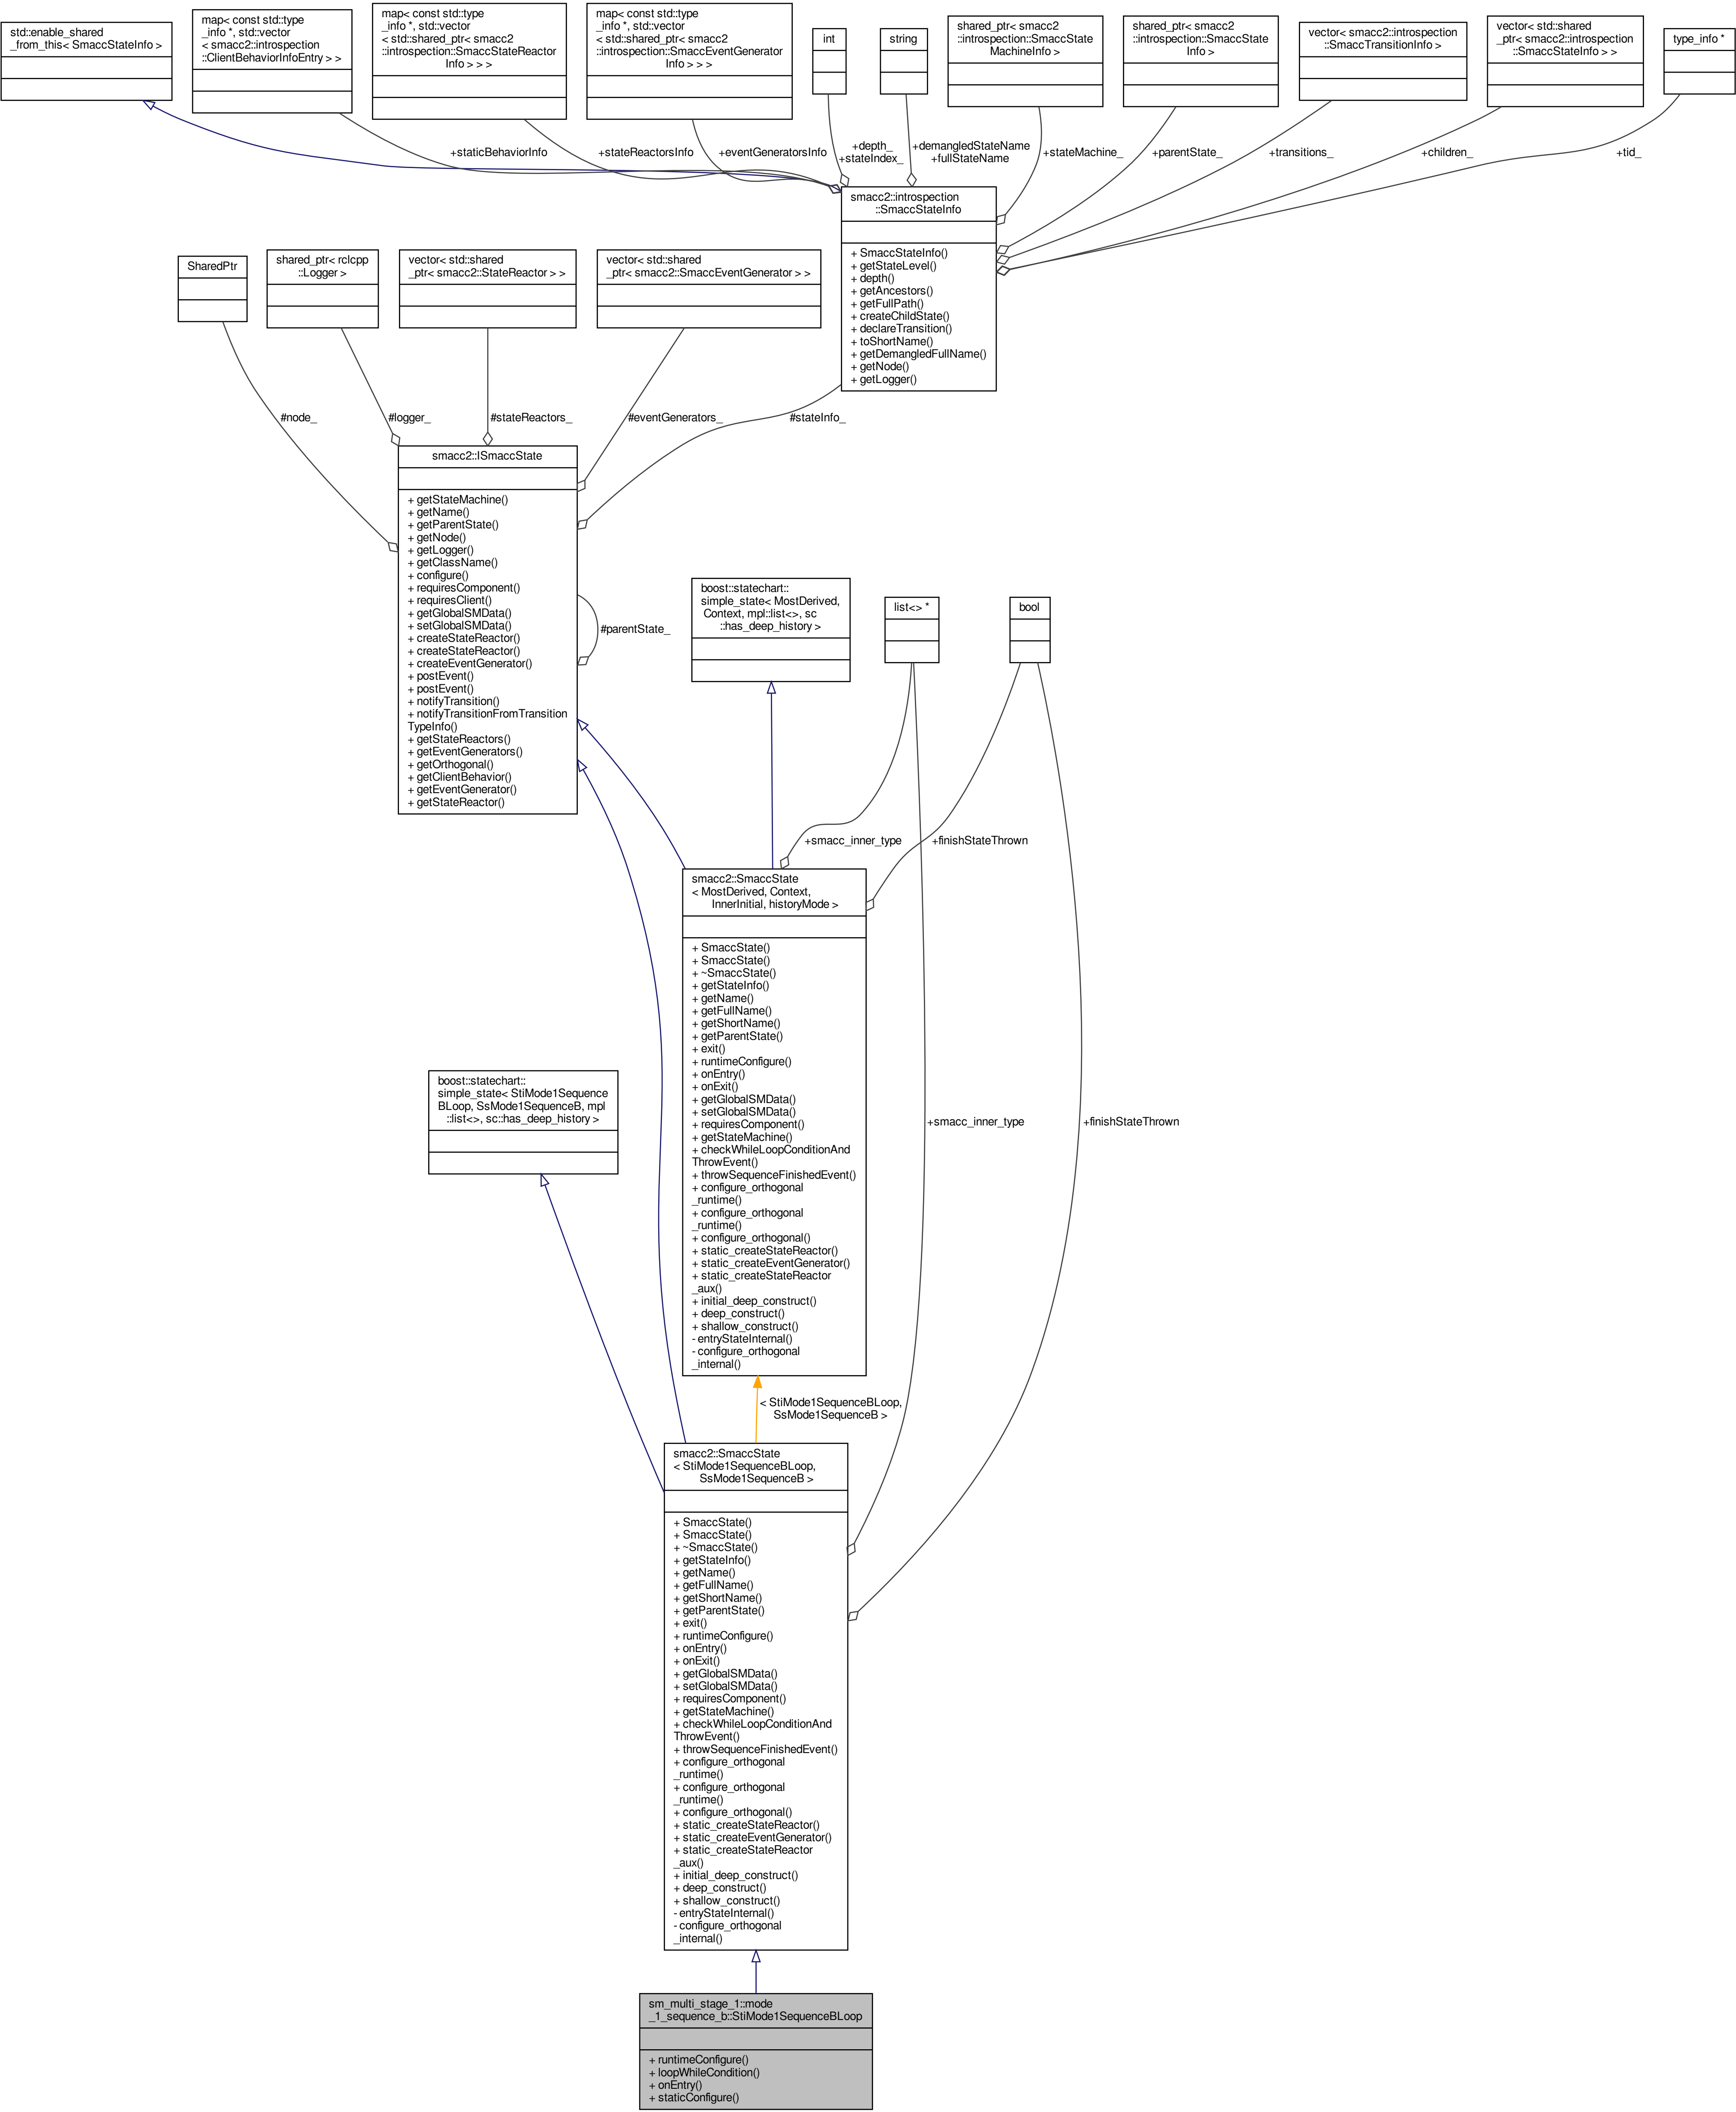 std::enable_shared
_from_this< SmaccStateInfo >
map< const std::type
_info *, std::vector
< smacc2::introspection
::ClientBehaviorInfoEntry > >
map< const std::type
_info *, std::vector
< std::shared_ptr< smacc2
::introspection::SmaccStateReactor
Info > > >
map< const std::type
_info *, std::vector
< std::shared_ptr< smacc2
::introspection::SmaccEventGenerator
Info > > >
int
string
shared_ptr< smacc2
::introspection::SmaccState
MachineInfo >
shared_ptr< smacc2
::introspection::SmaccState
Info >
vector< smacc2::introspection
::SmaccTransitionInfo >
vector< std::shared
_ptr< smacc2::introspection
::SmaccStateInfo > >
type_info *
+staticBehaviorInfo
+stateReactorsInfo
+eventGeneratorsInfo
+depth_
+stateIndex_
+demangledStateName
+fullStateName
+stateMachine_
+parentState_
+transitions_
+children_
+tid_
smacc2::introspection
::SmaccStateInfo
+ SmaccStateInfo()
+ getStateLevel()
+ depth()
+ getAncestors()
+ getFullPath()
+ createChildState()
+ declareTransition()
+ toShortName()
+ getDemangledFullName()
+ getNode()
+ getLogger()
SharedPtr
shared_ptr< rclcpp
::Logger >
vector< std::shared
_ptr< smacc2::StateReactor > >
vector< std::shared
_ptr< smacc2::SmaccEventGenerator > >
#node_
#logger_
#stateReactors_
#eventGenerators_
#stateInfo_
smacc2::ISmaccState
+ getStateMachine()
+ getName()
+ getParentState()
+ getNode()
+ getLogger()
+ getClassName()
+ configure()
+ requiresComponent()
+ requiresClient()
+ getGlobalSMData()
+ setGlobalSMData()
+ createStateReactor()
+ createStateReactor()
+ createEventGenerator()
+ postEvent()
+ postEvent()
+ notifyTransition()
+ notifyTransitionFromTransition
TypeInfo()
+ getStateReactors()
+ getEventGenerators()
+ getOrthogonal()
+ getClientBehavior()
+ getEventGenerator()
+ getStateReactor()
#parentState_
boost::statechart::
simple_state< MostDerived,
Context, mpl::list<>, sc
::has_deep_history >
list<> *
bool
+smacc_inner_type
+finishStateThrown
smacc2::SmaccState
< MostDerived, Context,
InnerInitial, historyMode >
+ SmaccState()
+ SmaccState()
+ ~SmaccState()
+ getStateInfo()
+ getName()
+ getFullName()
+ getShortName()
+ getParentState()
+ exit()
+ runtimeConfigure()
+ onEntry()
+ onExit()
+ getGlobalSMData()
+ setGlobalSMData()
+ requiresComponent()
+ getStateMachine()
+ checkWhileLoopConditionAnd
ThrowEvent()
+ throwSequenceFinishedEvent()
+ configure_orthogonal
_runtime()
+ configure_orthogonal
_runtime()
+ configure_orthogonal()
+ static_createStateReactor()
+ static_createEventGenerator()
+ static_createStateReactor
_aux()
+ initial_deep_construct()
+ deep_construct()
+ shallow_construct()
- entryStateInternal()
- configure_orthogonal
_internal()
boost::statechart::
simple_state< StiMode1Sequence
BLoop, SsMode1SequenceB, mpl
::list<>, sc::has_deep_history >
+smacc_inner_type
+finishStateThrown
< StiMode1SequenceBLoop,
SsMode1SequenceB >
smacc2::SmaccState
< StiMode1SequenceBLoop,
SsMode1SequenceB >
+ SmaccState()
+ SmaccState()
+ ~SmaccState()
+ getStateInfo()
+ getName()
+ getFullName()
+ getShortName()
+ getParentState()
+ exit()
+ runtimeConfigure()
+ onEntry()
+ onExit()
+ getGlobalSMData()
+ setGlobalSMData()
+ requiresComponent()
+ getStateMachine()
+ checkWhileLoopConditionAnd
ThrowEvent()
+ throwSequenceFinishedEvent()
+ configure_orthogonal
_runtime()
+ configure_orthogonal
_runtime()
+ configure_orthogonal()
+ static_createStateReactor()
+ static_createEventGenerator()
+ static_createStateReactor
_aux()
+ initial_deep_construct()
+ deep_construct()
+ shallow_construct()
- entryStateInternal()
- configure_orthogonal
_internal()
sm_multi_stage_1::mode
_1_sequence_b::StiMode1SequenceBLoop
+ runtimeConfigure()
+ loopWhileCondition()
+ onEntry()
+ staticConfigure()